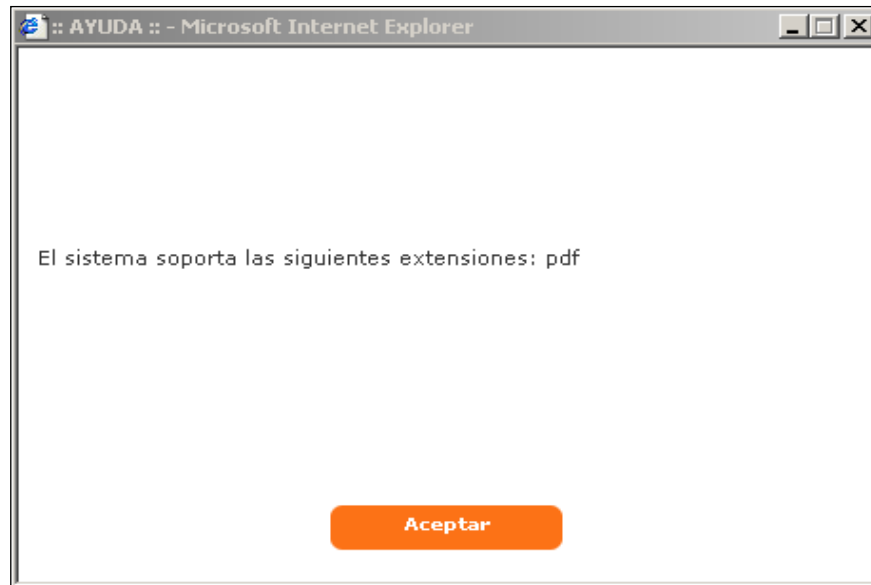 :: AYUDA :: - Microsoft Internet Explorer
El sistema soporta las siguientes extensiones: pdf
Aceptar